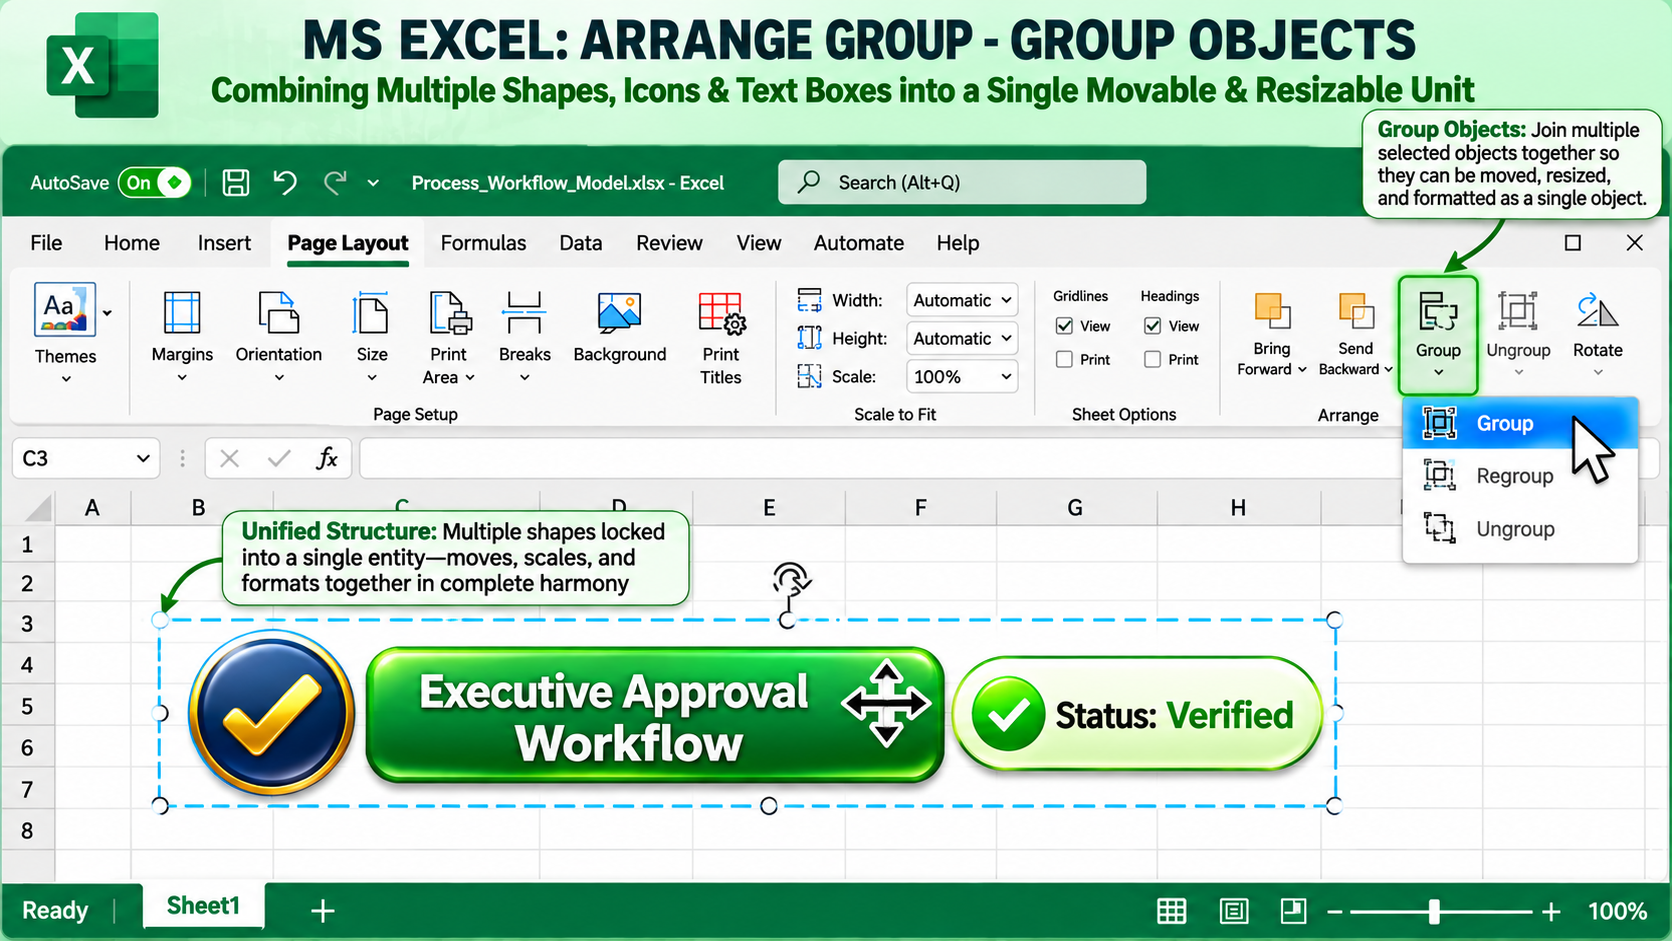 X
MS EXCEL: ARRANGE GROUP - GROUP OBJECTS
Combining Multiple Shapes, Icons & Text Boxes into a Single Movable & Resizable Unit
Group Objects: Join multiple
selected objects together so
they can be moved, resized,
and formatted as a single object.
AutoSave On
Process_Workflow_Model.xlsx - Excel
Search (Alt+Q)
File Home Insert Page Layout Formulas Data Review View Automate Help
Aa
Themes
Margins
Orientation
Size
Print
Area
Breaks
Background
Print
Titles
Page Setup
Width: Automatic
Height: Automatic
Scale: 100%
Scale to Fit
Gridlines Headings
View View
Print Print
Sheet Options
Bring
Forward
Send
Backward
Group
Ungroup
Rotate
Arrange
Group
Regroup
Ungroup
C3
fx
A B C D E F G H
Unified Structure: Multiple shapes locked
into a single entity—moves, scales, and
formats together in complete harmony
1
2
3
4
5
6
7
8
Executive Approval
Workflow
Status: Verified
Ready
Sheet1
100%